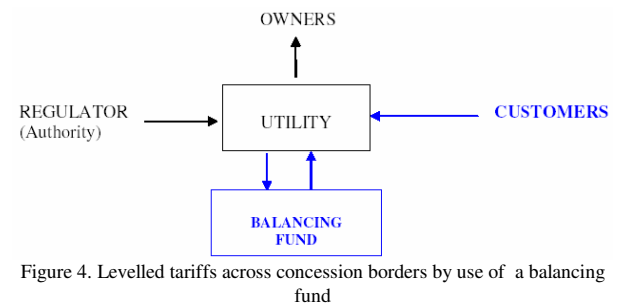 OWNERS
REGULATOR
(Authority)
UTILITY
CUSTOMERS
BALANCING
FUND
Figure 4. Levelled tariffs across concession borders by use of a balancing
fund